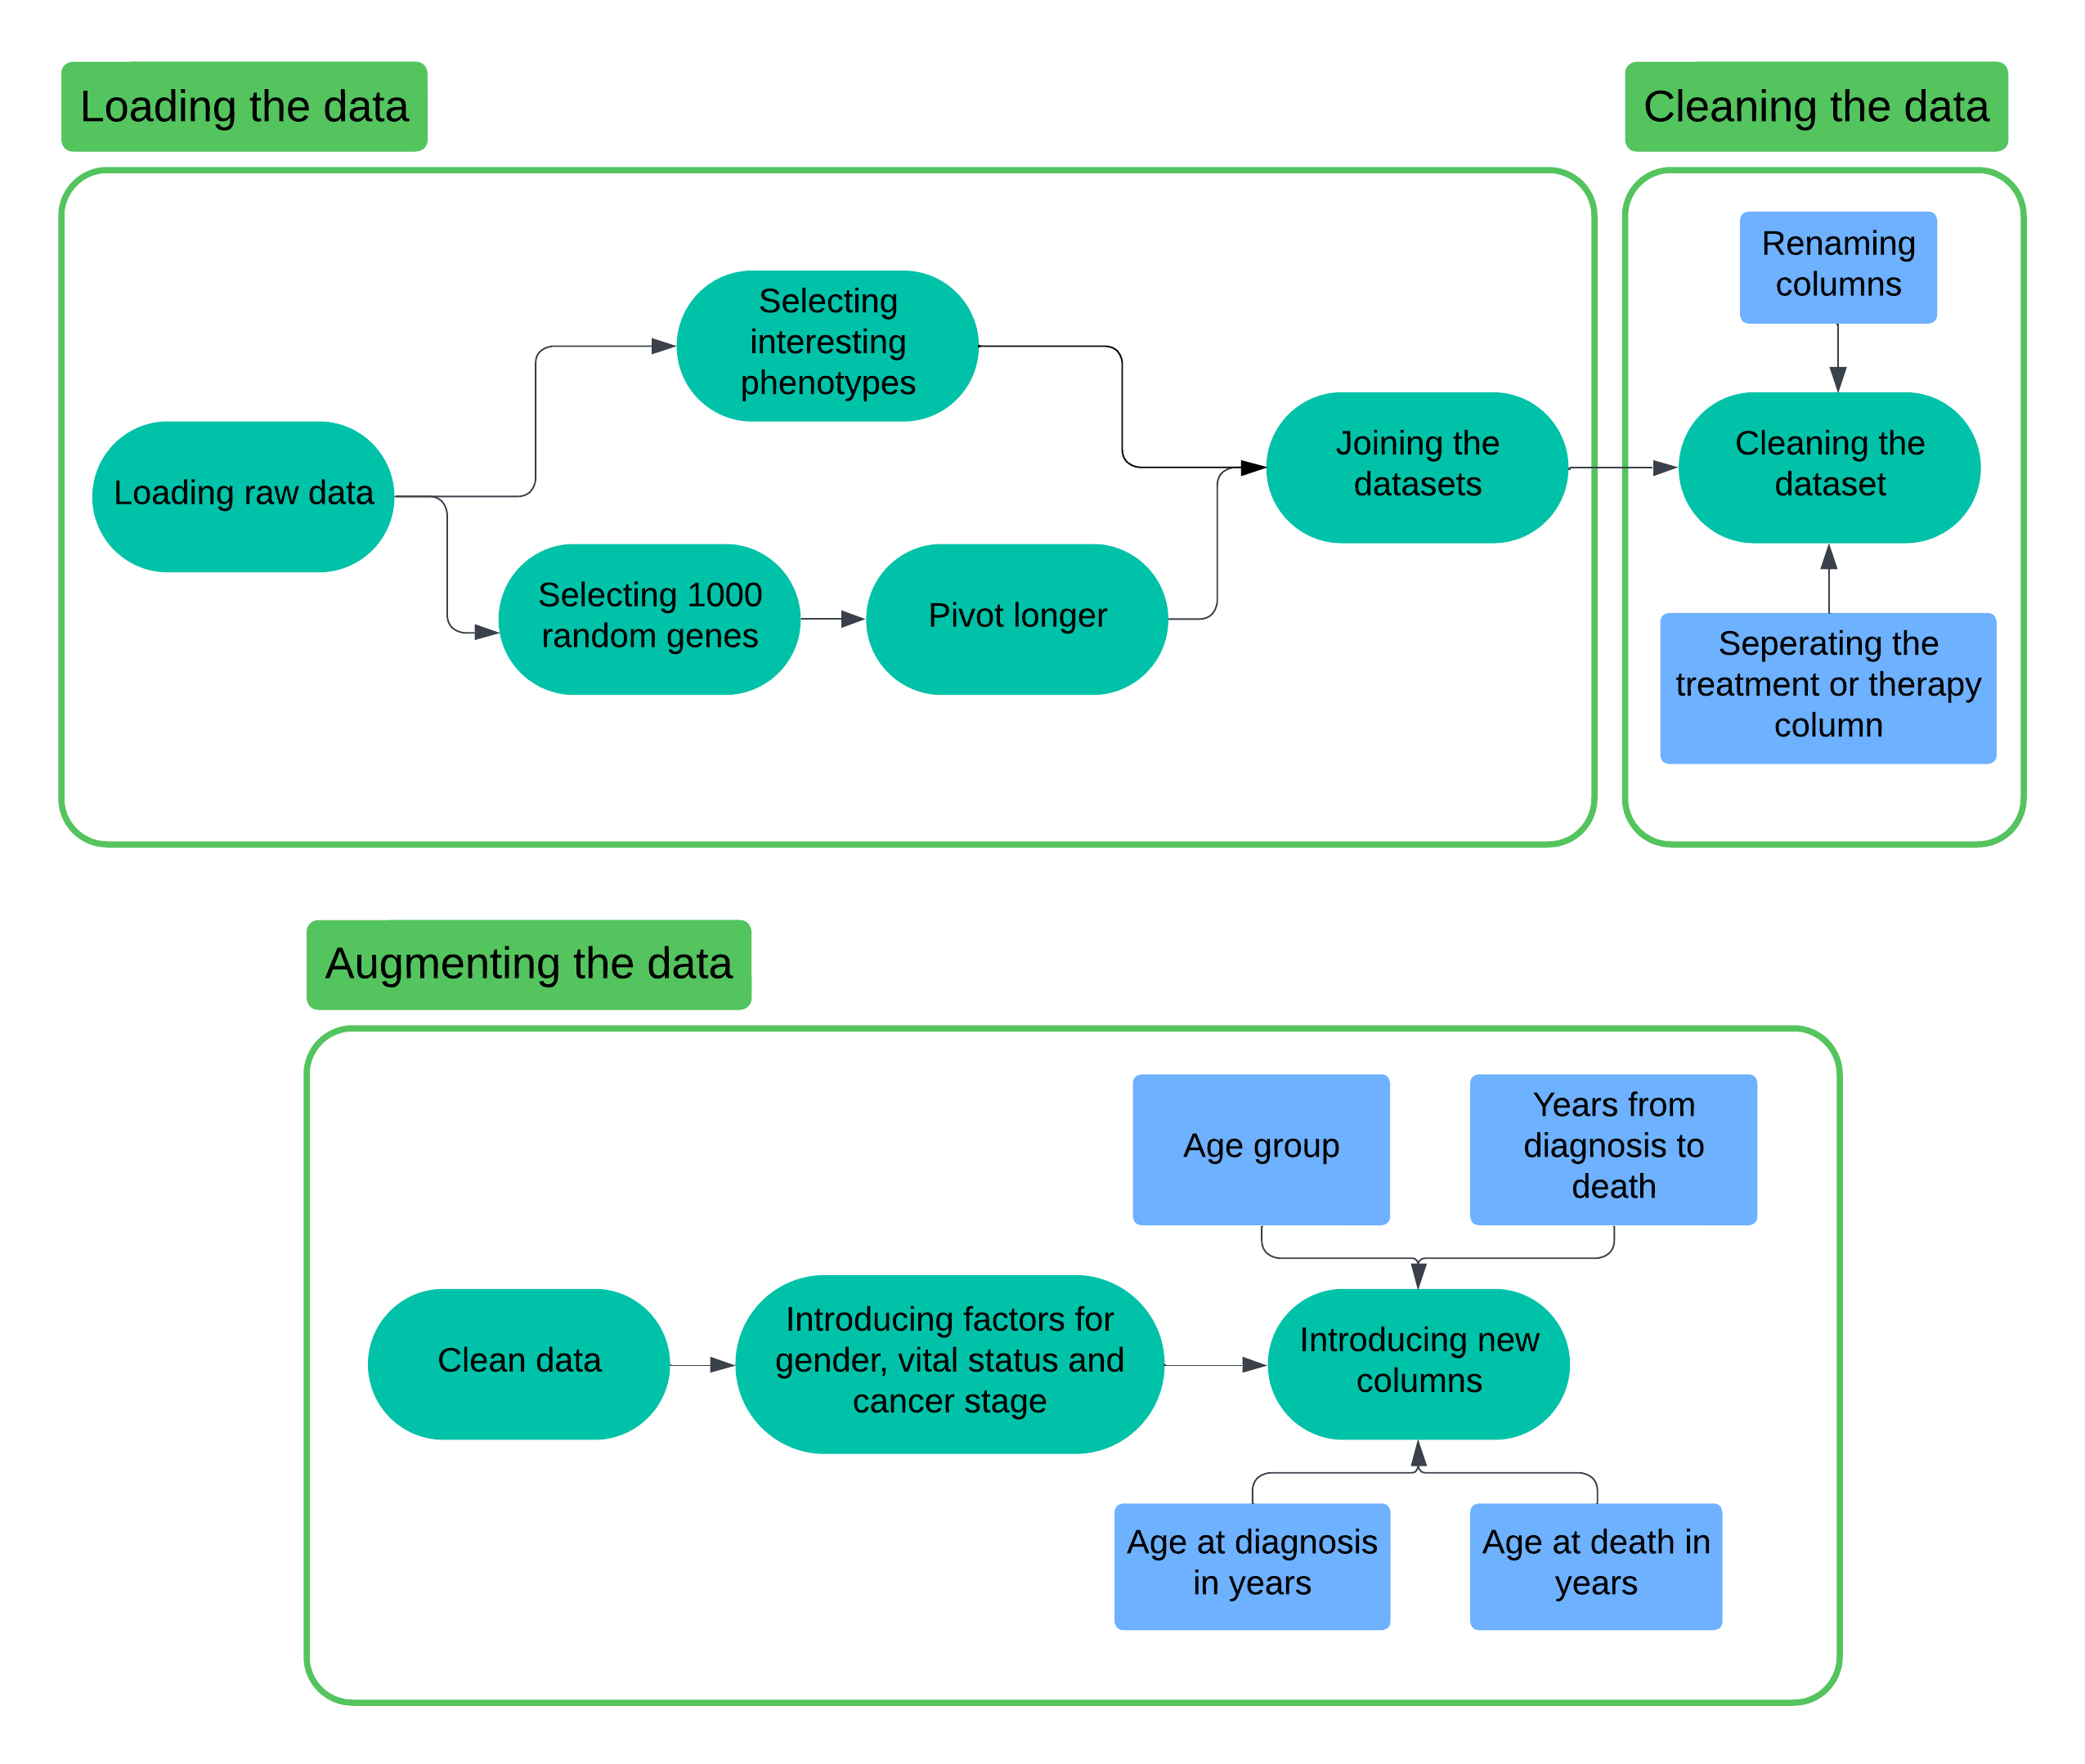 Loading the data
Cleaning the data
Renaming
columns
Selecting
interesting
phenotypes
Joining the
datasets
Cleaning the
dataset
Loading raw data
Selecting 1000
random genes
Pivot longer
Seperating the
treatment or therapy
column
Augmenting the data
Age group
Years from
diagnosis to
death
Clean data
Introducing factors for
gender, vital status and
cancer stage
Introducing new
columns
Age at diagnosis
in years
Age at death in
years